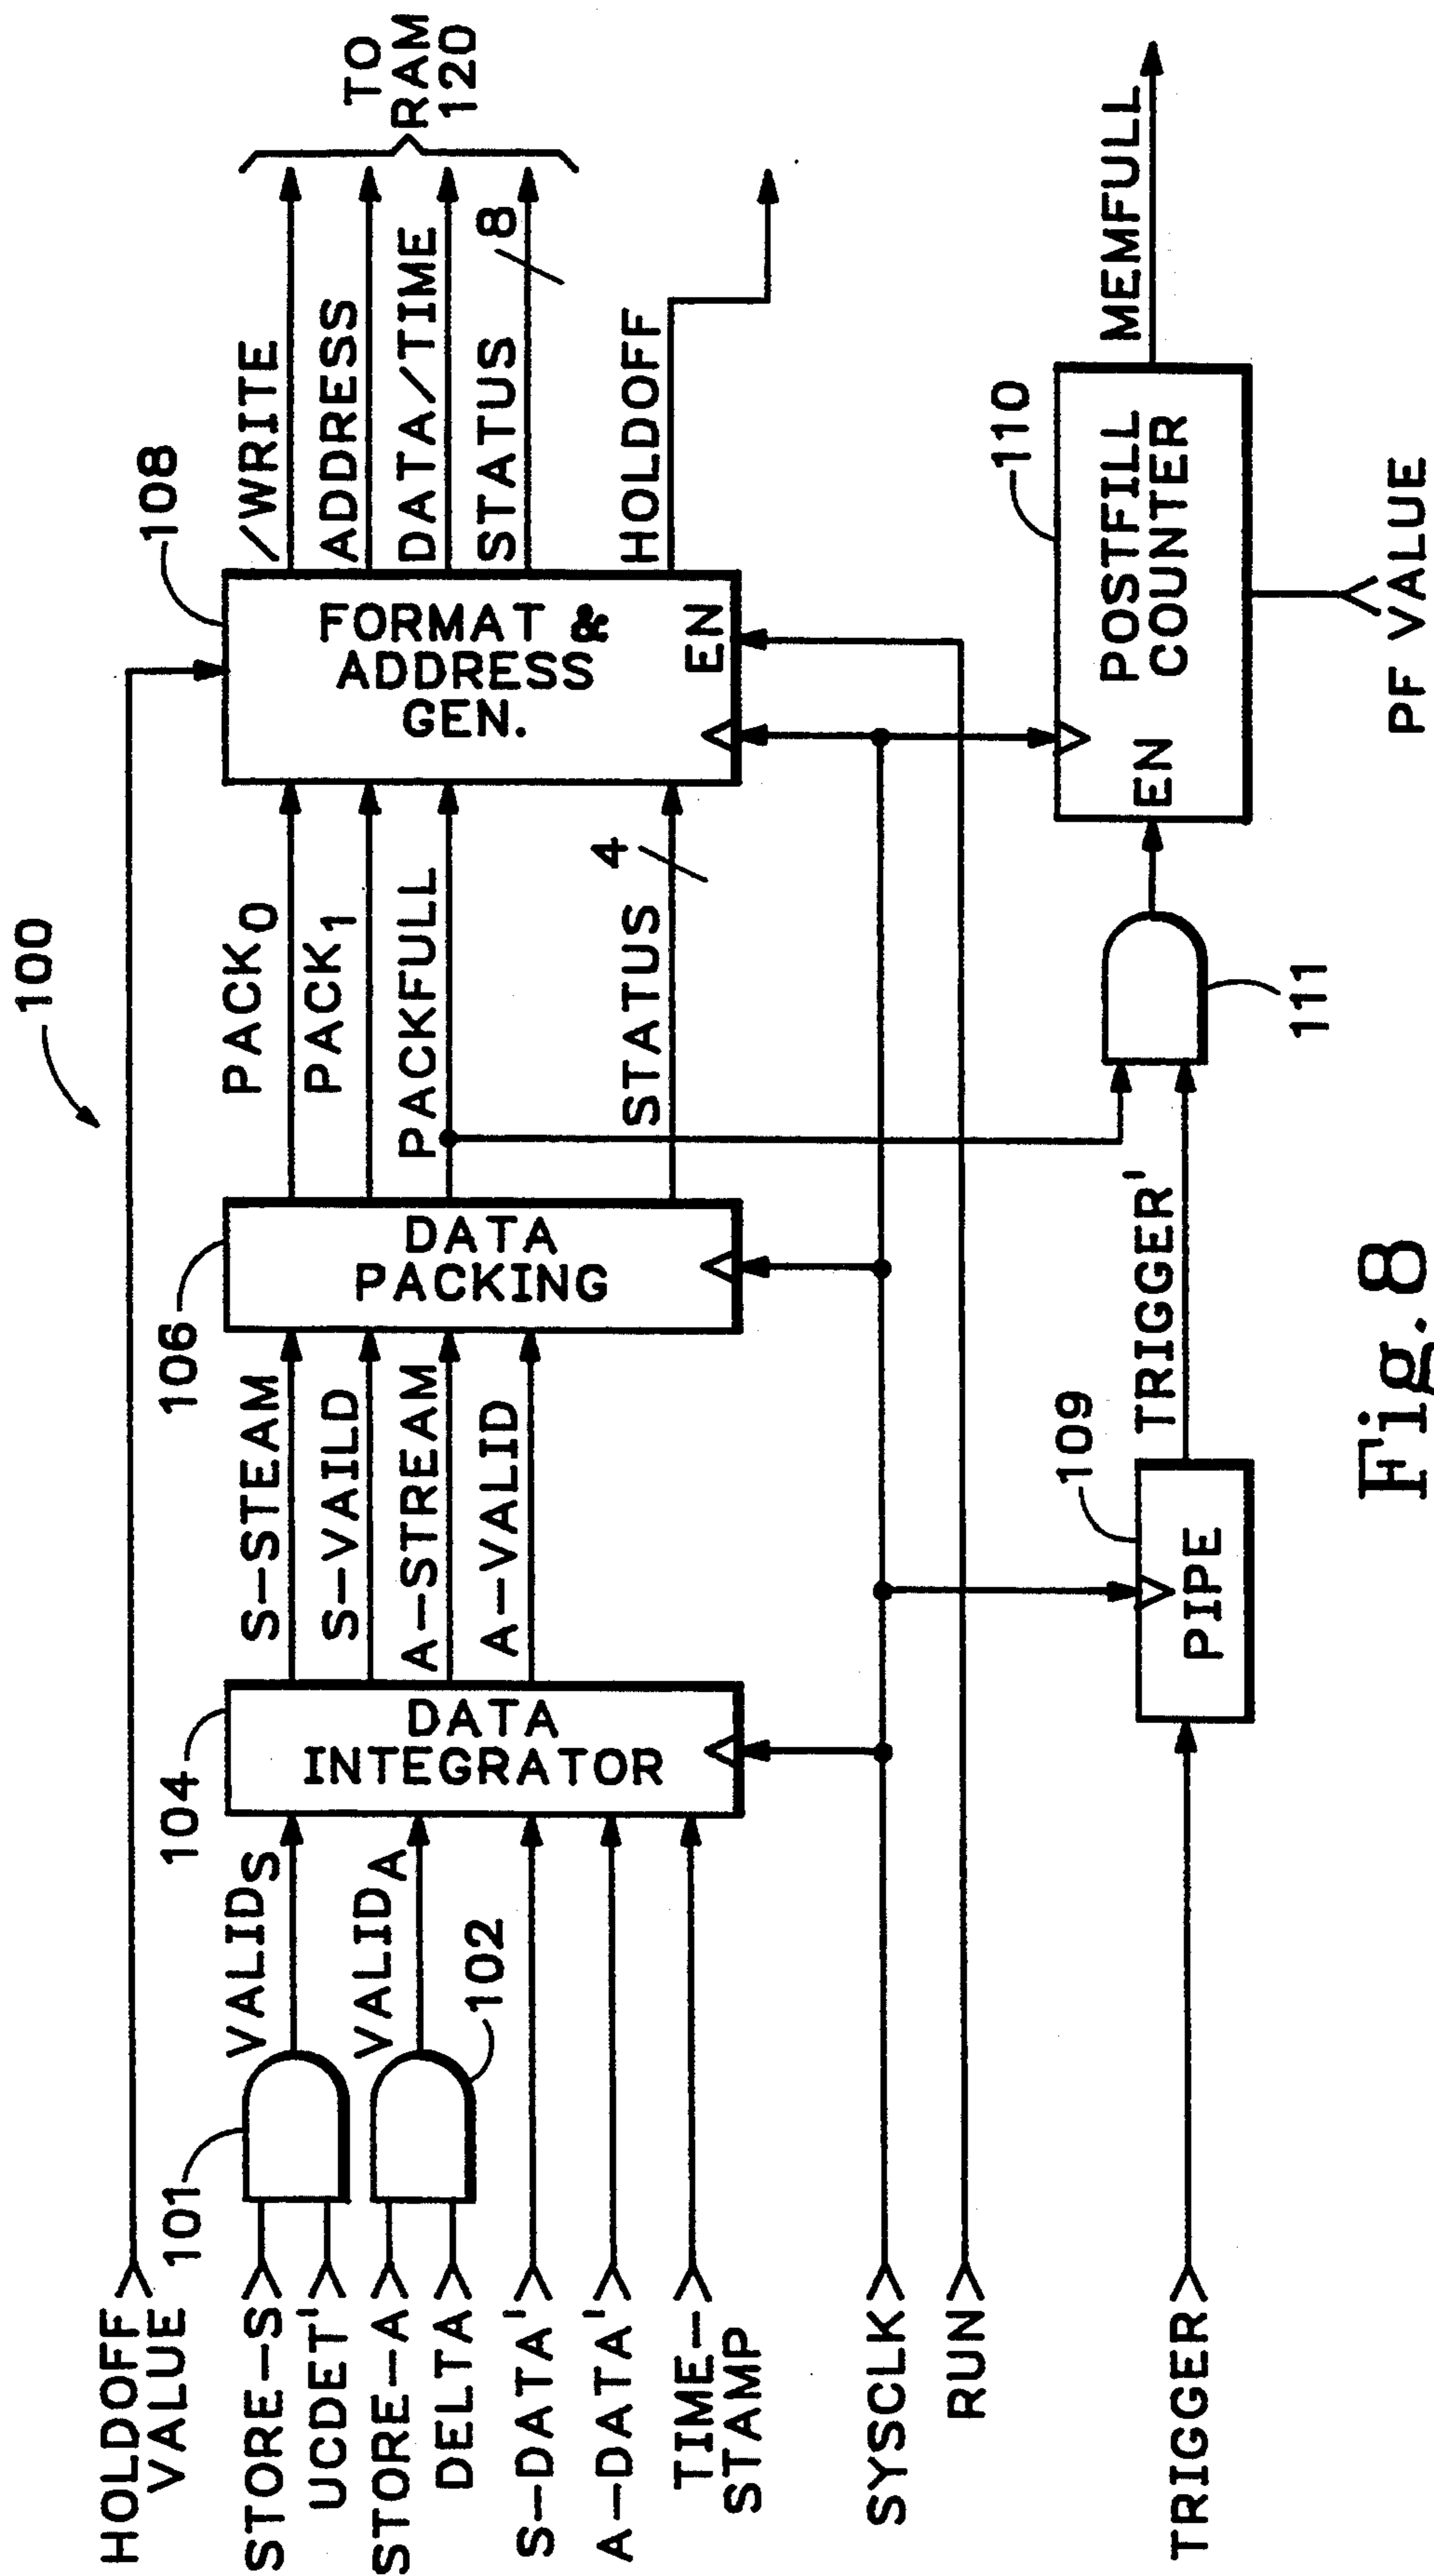 100
HOLDOFF
VALUE
STORE-S
UCDET'
STORE-A
DELTA
S-DATA'
A-DATA'
TIME-
STAMP
SYSCLK
RUN
TRIGGER
101
VALIDS
VALIDA
102
104
DATA
INTEGRATOR
S-STEAM
S-VAILD
A-STREAM
A-VALID
106
DATA
PACKING
PACK0
PACK1
PACKFULL
STATUS
4
108
FORMAT &
ADDRESS
GEN.
EN
/WRITE
ADDRESS
DATA/TIME
STATUS
8
HOLDOFF
TO
RAM
120
109
PIPE
TRIGGER'
111
110
EN
POSTFILL
COUNTER
MEMFULL
PF VALUE
Fig. 8